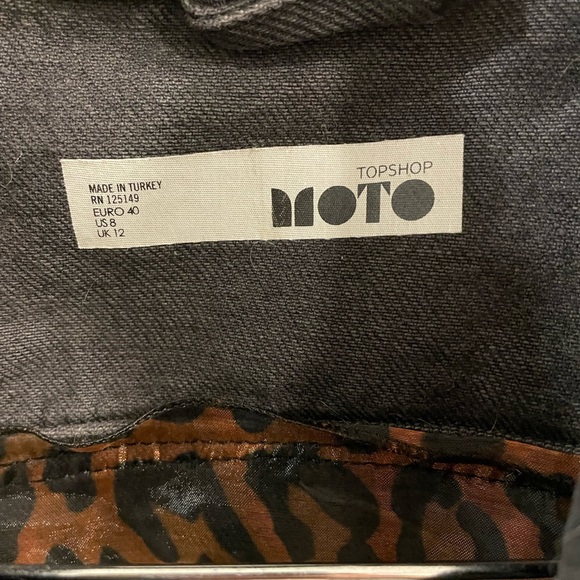 MADE IN TURKEY
RN 125149
EURO 40
US 8
UK 12
TOPSHOP
MOTO